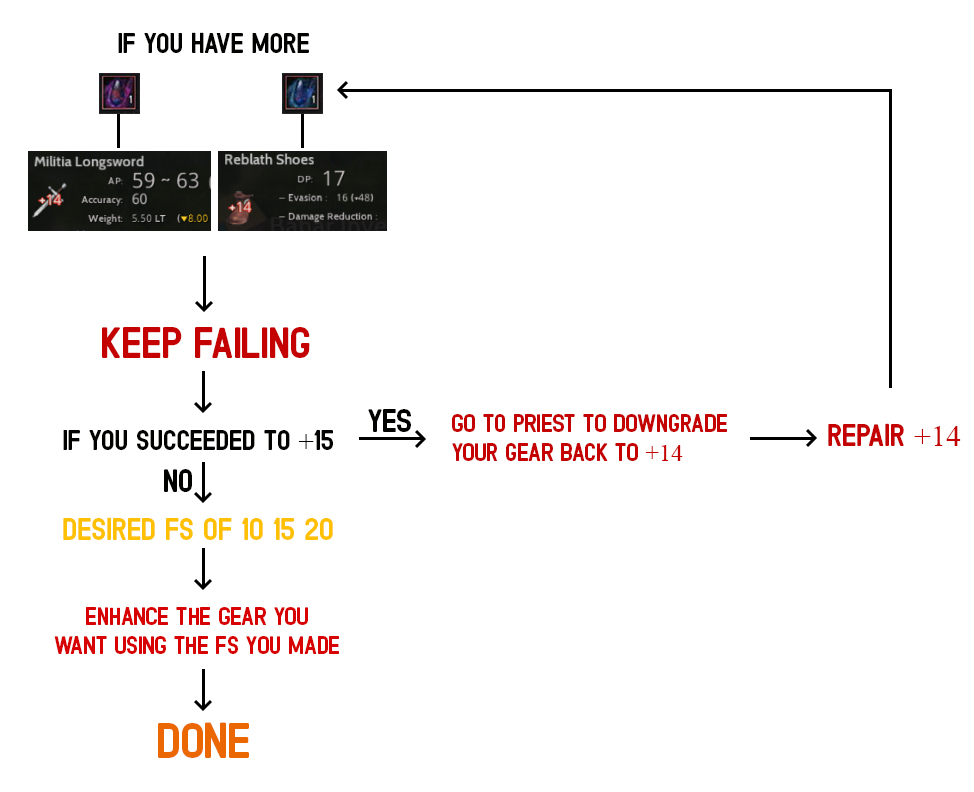 IF YOU HAVE MORE
1
1
Militia Longsword
AP: 59 ~ 63 (
+14
Accuracy: 60
Weight: 5.50 LT (▼8.00
Reblath Shoes
DP: 17
+14
– Evasion : 16 (+48)
– Damage Reduction :
KEEP FAILING
IF YOU SUCCEEDED TO +15
YES
GO TO PRIEST TO DOWNGRADE
YOUR GEAR BACK TO +14
REPAIR +14
NO
DESIRED FS OF 10 15 20
ENHANCE THE GEAR YOU
WANT USING THE FS YOU MADE
DONE